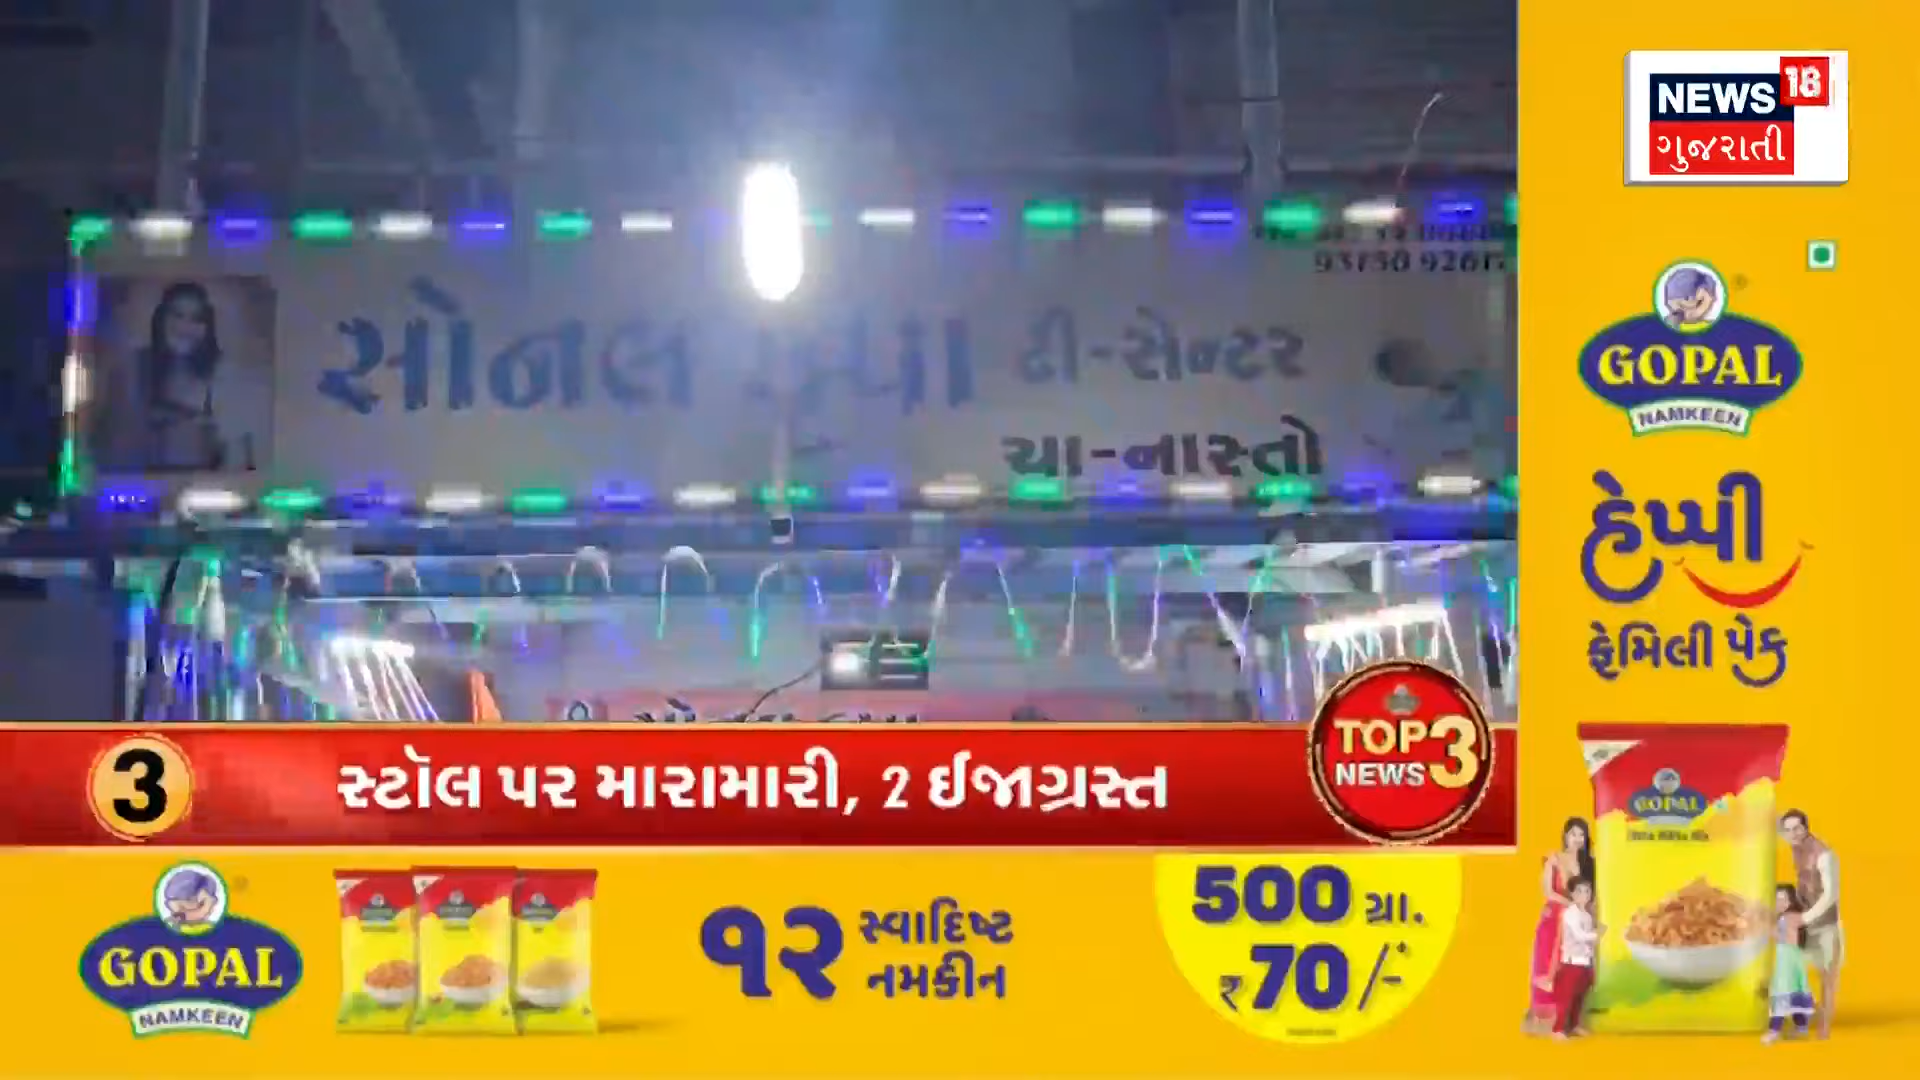 NEWS 18
ગુજરાતી
સોનલ
ટી-સેન્ટર
ચા-નાસ્તો
GOPAL
NAMKEEN
હેપ્પી
ફેમિલી પેક
3
સ્ટૉલ પર મારામારી, 2 ઈજાગ્રસ્ત
TOP 3
NEWS
GOPAL
NAMKEEN
૧૨ સ્વાદિષ્ટ
નમકીન
500 ગ્રા.
₹70/-*
GOPAL